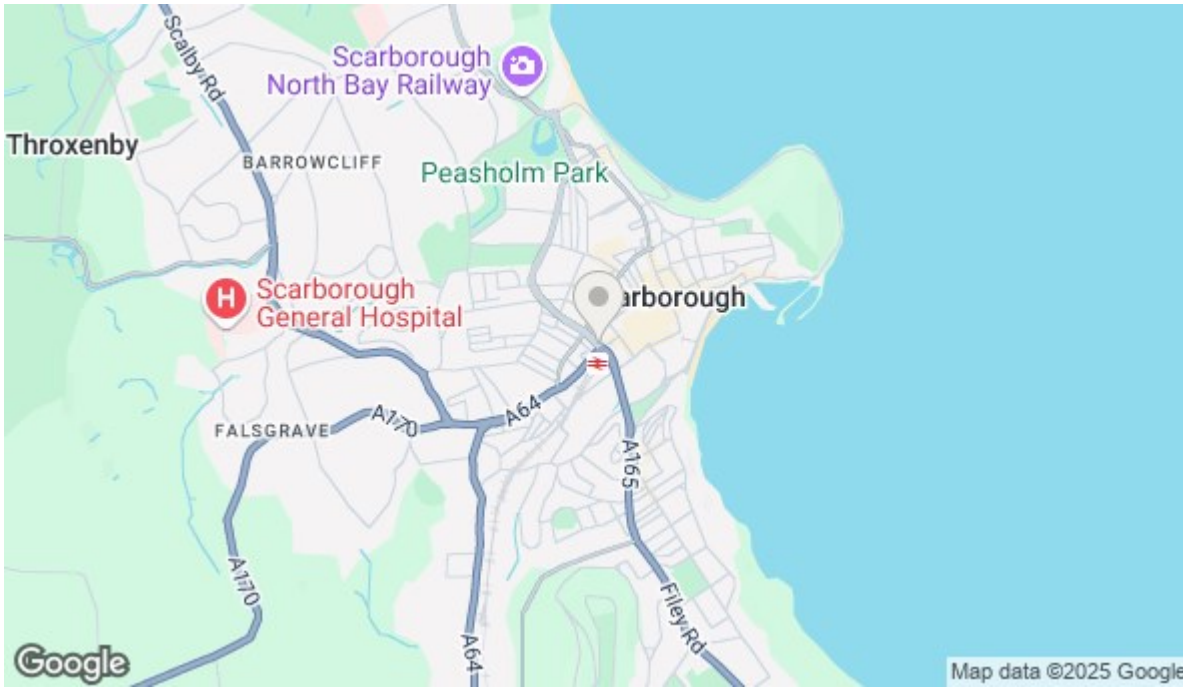 Scalby Rd
Scarborough
North Bay Railway
Throxenby
BARROWCLIFF
Peasholm Park
H
Scarborough
General Hospital
arborough
A64
A170
FALSGRAVE
A165
A170
Filey Rd
A64
Google
Map data ©2025 Google